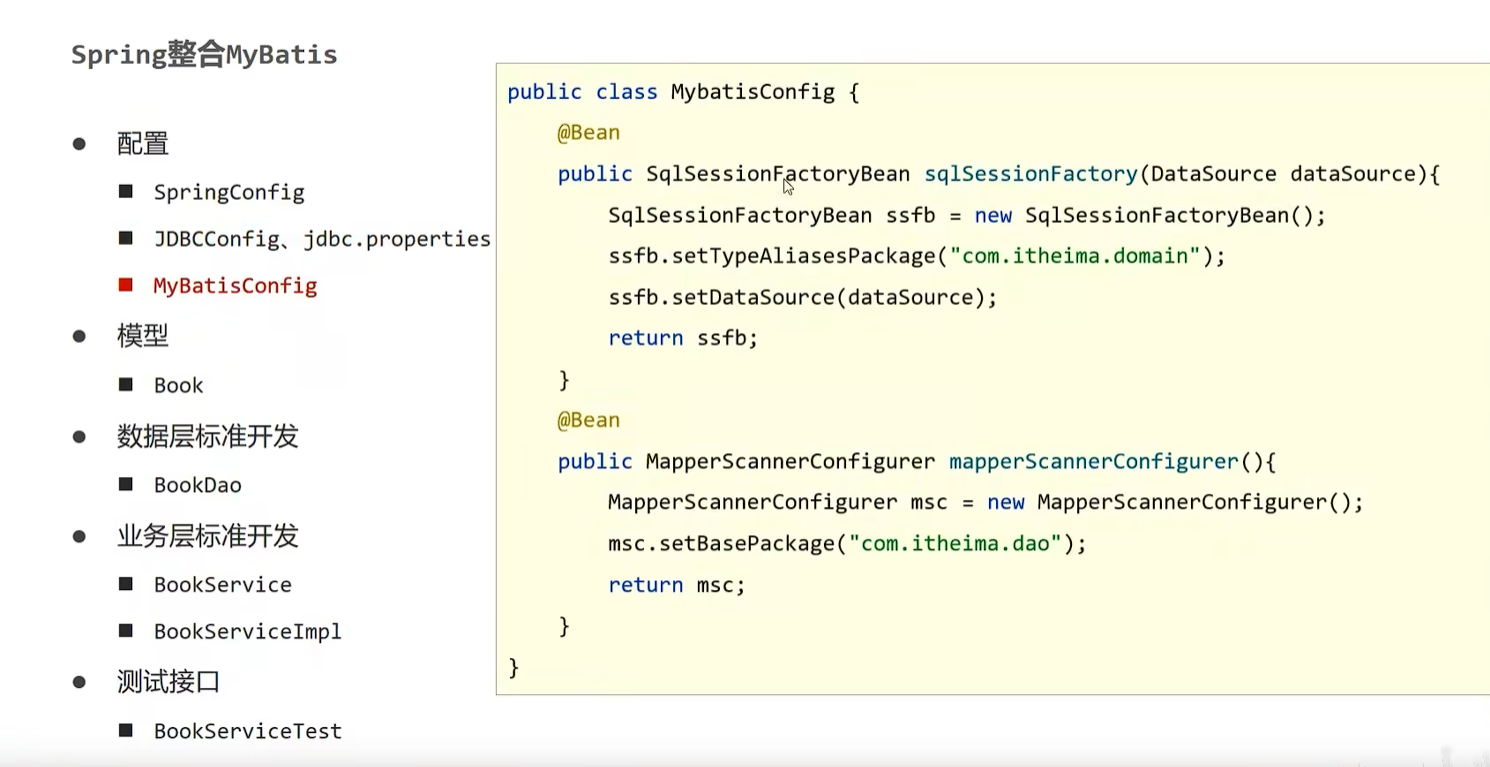 Spring整合MyBatis
● 配置
■ SpringConfig
■ JDBCConfig、jdbc.properties
■ MyBatisConfig
● 模型
■ Book
● 数据层标准开发
■ BookDao
● 业务层标准开发
■ BookService
■ BookServiceImpl
● 测试接口
■ BookServiceTest
public class MybatisConfig {
    @Bean
    public SqlSessionFactoryBean sqlSessionFactory(DataSource dataSource){
        SqlSessionFactoryBean ssfb = new SqlSessionFactoryBean();
        ssfb.setTypeAliasesPackage("com.itheima.domain");
        ssfb.setDataSource(dataSource);
        return ssfb;
    }
    @Bean
    public MapperScannerConfigurer mapperScannerConfigurer(){
        MapperScannerConfigurer msc = new MapperScannerConfigurer();
        msc.setBasePackage("com.itheima.dao");
        return msc;
    }
}